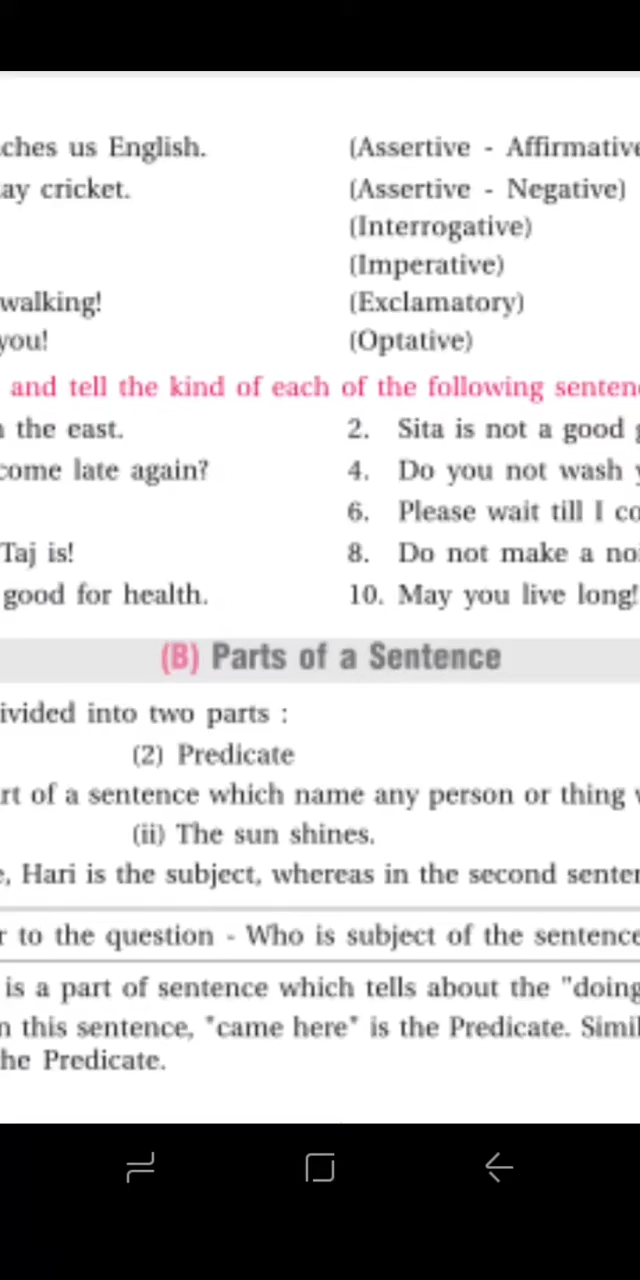 ches us English. (Assertive - Affirmative
ay cricket. (Assertive - Negative)
(Interrogative)
(Imperative)
walking! (Exclamatory)
you! (Optative)
and tell the kind of each of the following senten
the east. 2. Sita is not a good g
come late again? 4. Do you not wash y
6. Please wait till I co
Taj is! 8. Do not make a noi
good for health. 10. May you live long!
(B) Parts of a Sentence
ivided into two parts :
(2) Predicate
rt of a sentence which name any person or thing w
(ii) The sun shines.
e, Hari is the subject, whereas in the second senten
r to the question - Who is subject of the sentence
is a part of sentence which tells about the "doing
n this sentence, "came here" is the Predicate. Simil
he Predicate.